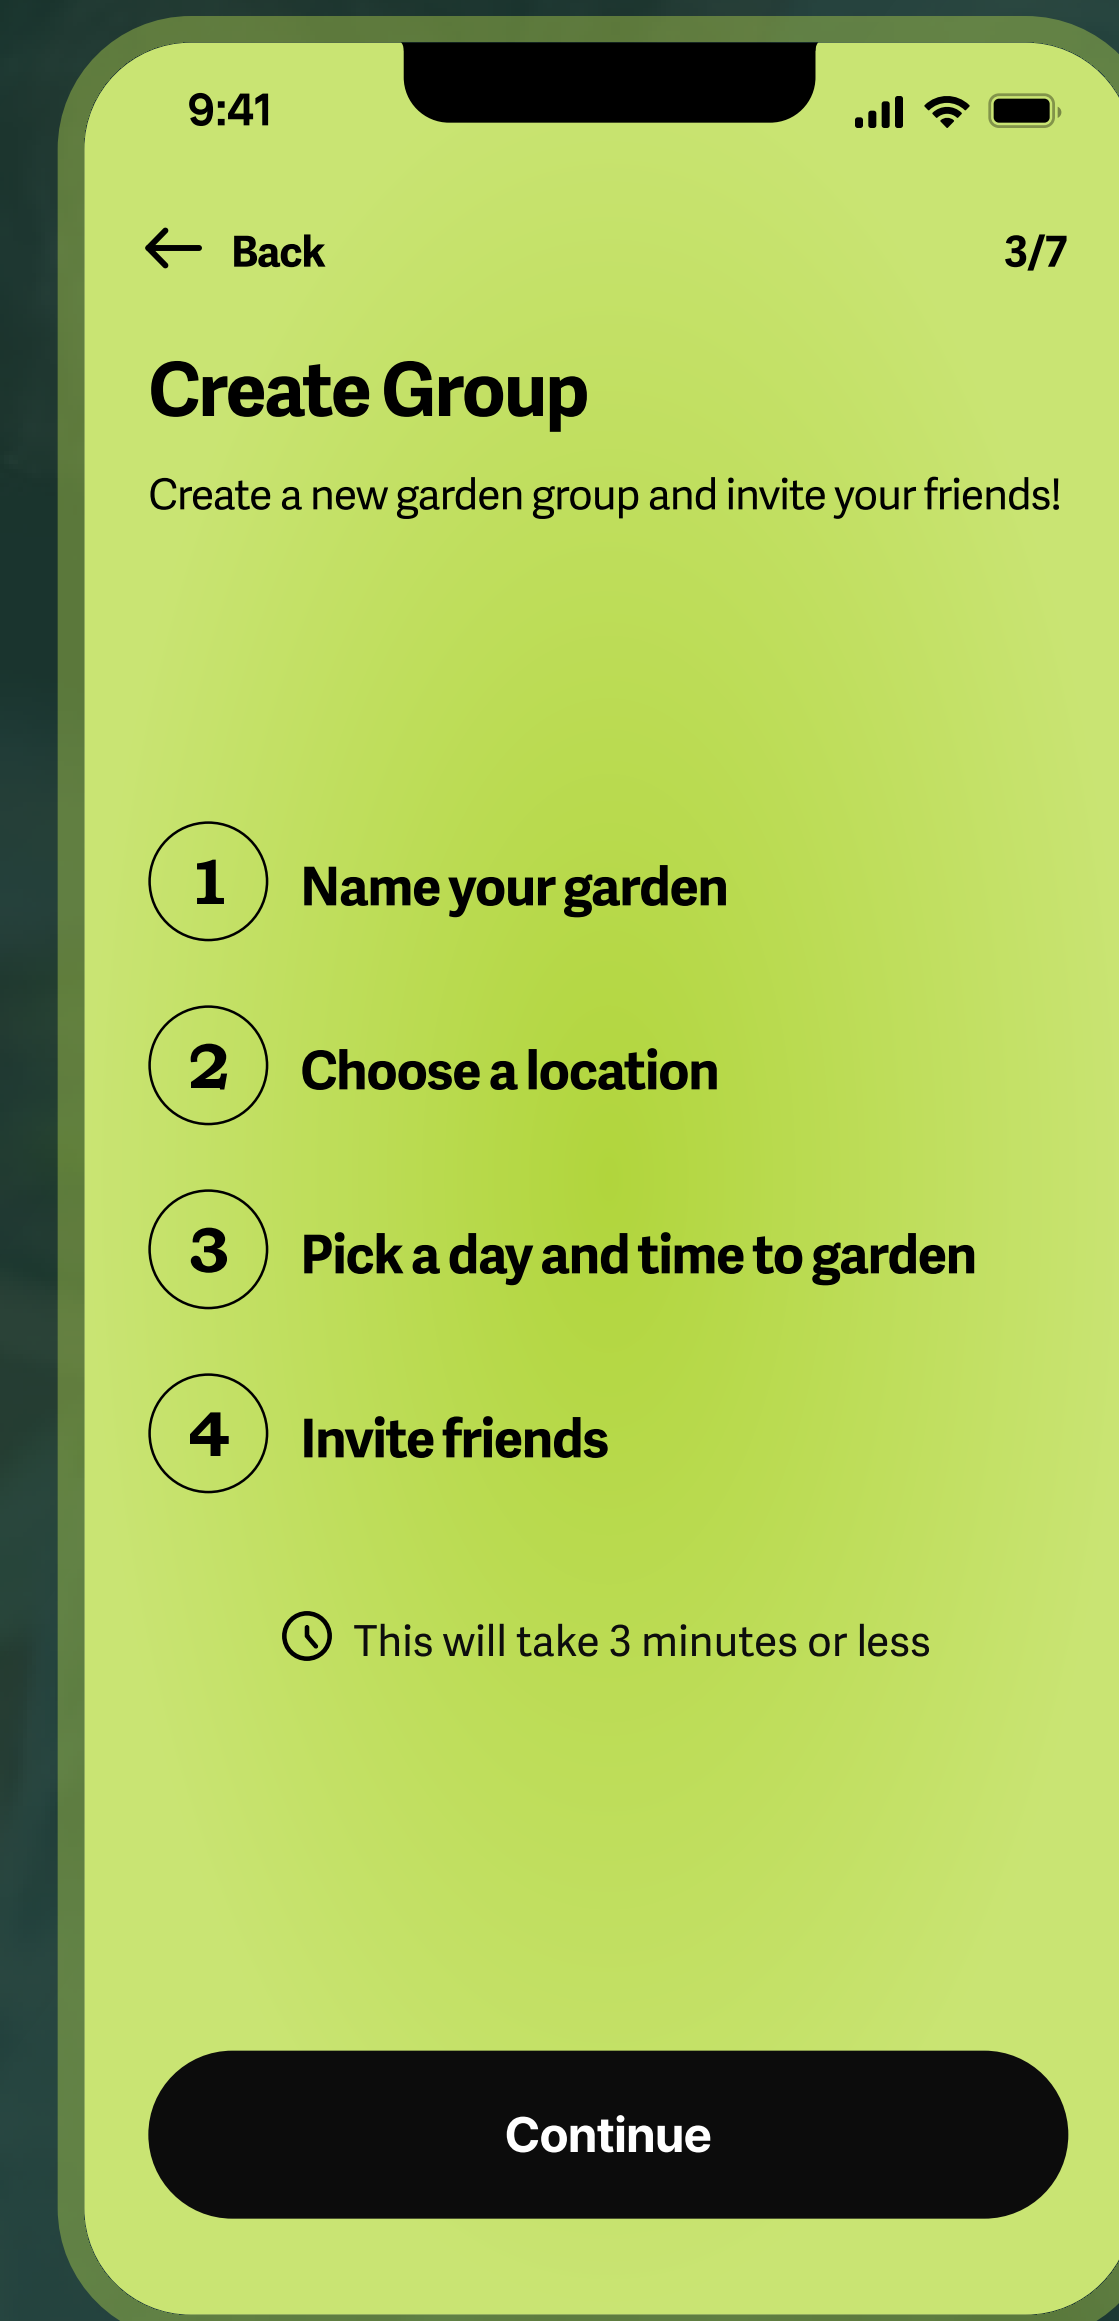 9:41
Back
3/7
Create Group
Create a new garden group and invite your friends!
1 Name your garden
2 Choose a location
3 Pick a day and time to garden
4 Invite friends
This will take 3 minutes or less
Continue